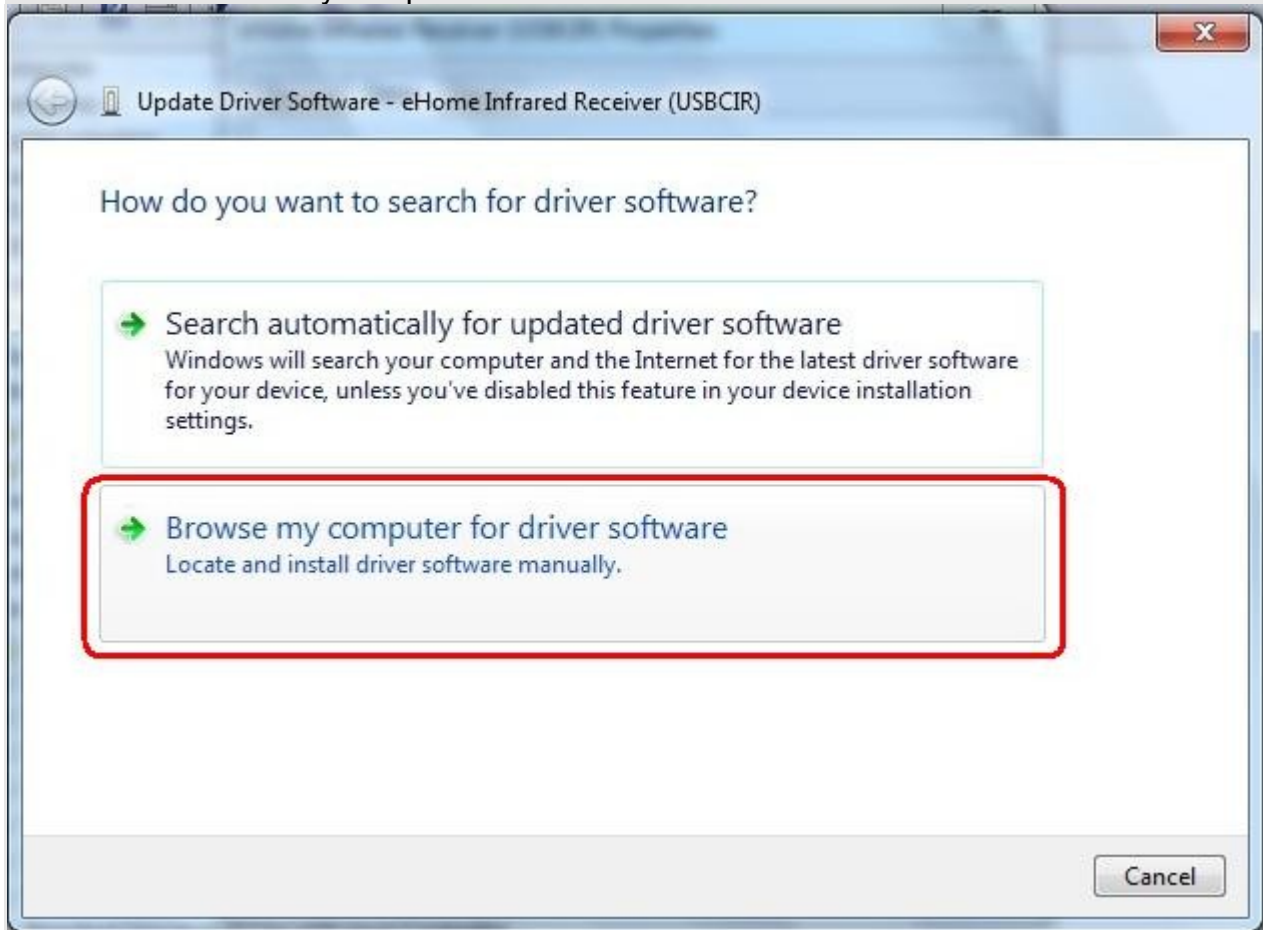 Update Driver Software - eHome Infrared Receiver (USBCIR)
How do you want to search for driver software?
Search automatically for updated driver software
Windows will search your computer and the Internet for the latest driver software
for your device, unless you've disabled this feature in your device installation
settings.
Browse my computer for driver software
Locate and install driver software manually.
Cancel